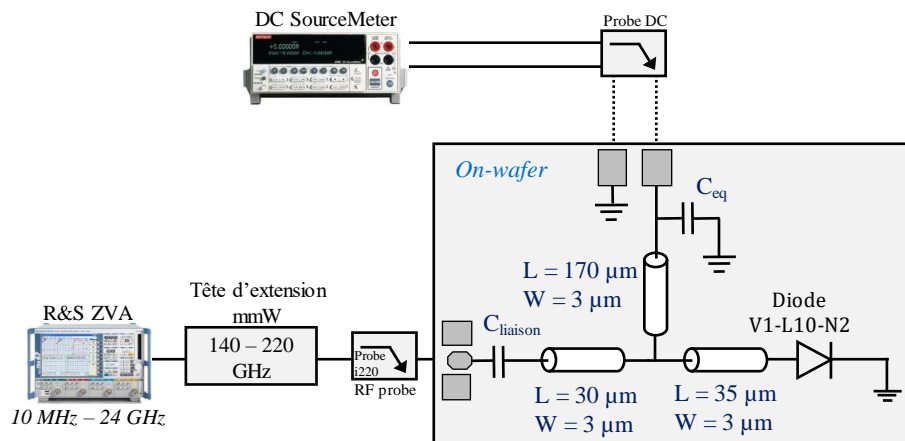 DC SourceMeter
Probe DC
On-wafer
C_eq
L = 170 µm
W = 3 µm
Tête d’extension
mmW
R&S ZVA
140 – 220
GHz
10 MHz – 24 GHz
Probe
i220
RF probe
C_liaison
Diode
V1-L10-N2
L = 30 µm
W = 3 µm
L = 35 µm
W = 3 µm